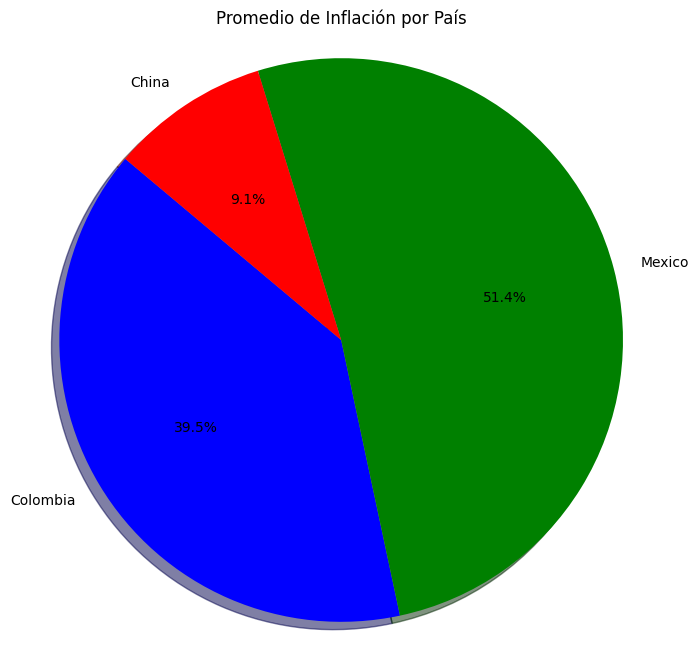 Promedio de Inflación por País
China
9.1%
Mexico
51.4%
39.5%
Colombia